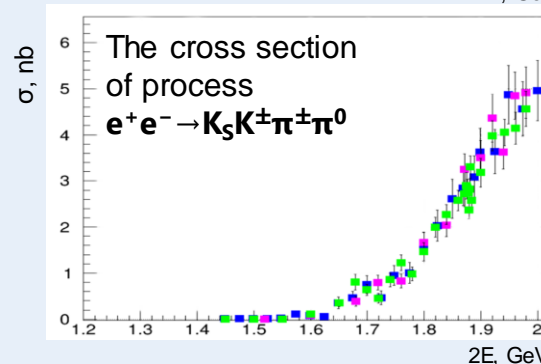 The cross section
of process
e⁺e⁻→K_SK^±π^±π⁰
σ, nb
6
5
4
3
2
1
0
1.2 1.3 1.4 1.5 1.6 1.7 1.8 1.9 2
2E, GeV